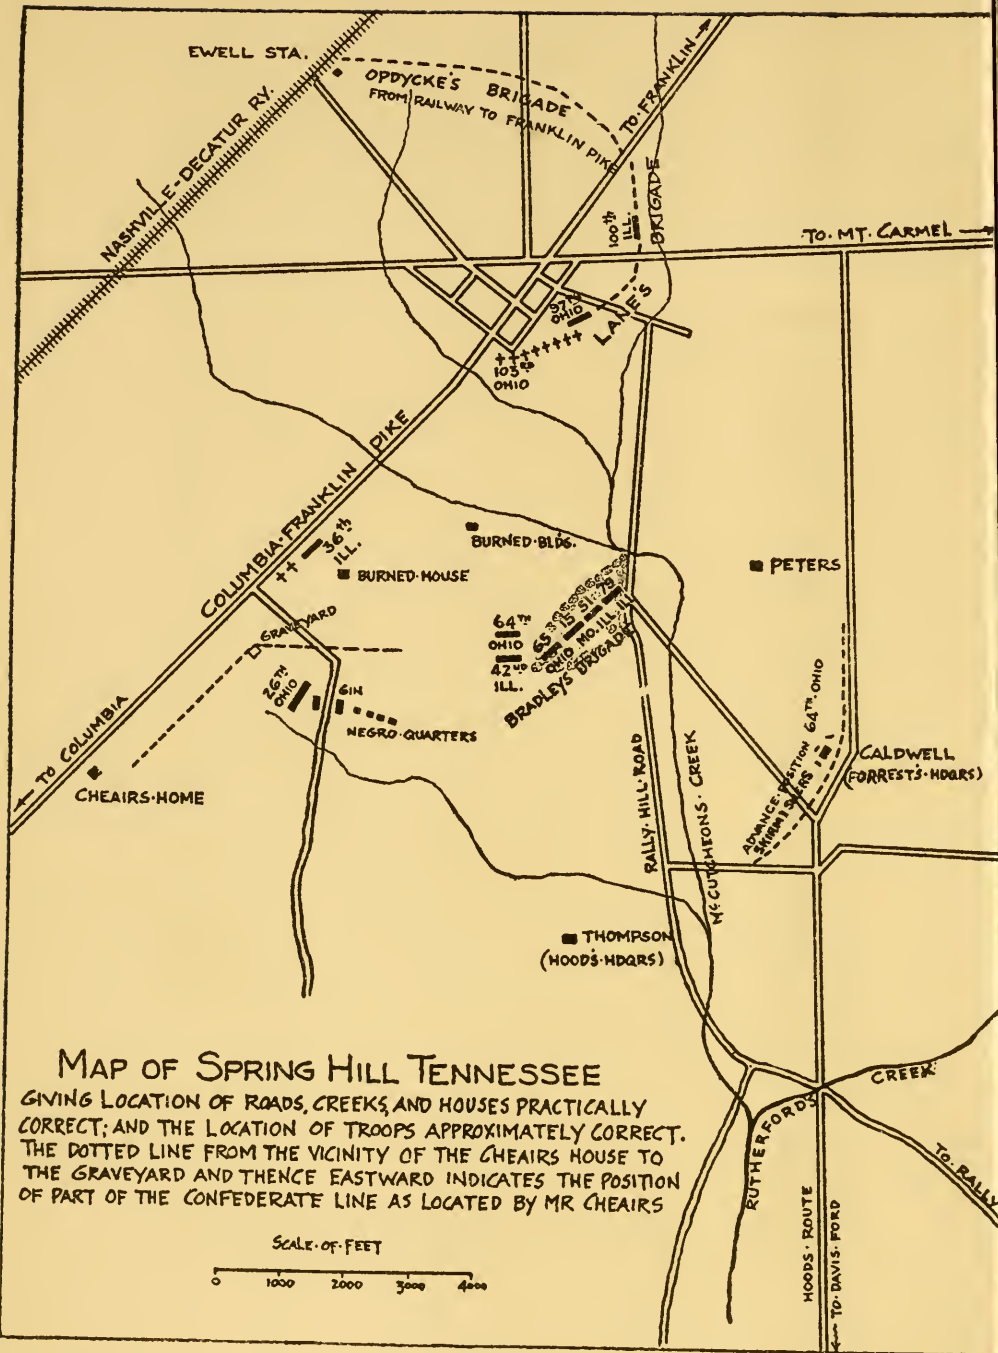 EWELL STA.
OPDYCKE'S BRIGADE
FROM RAILWAY TO FRANKLIN PIKE
TO·FRANKLIN
NASHVILLE-DECATUR RY.
100th
ILL.
BRIGADE
TO·MT. CARMEL
97TH
OHIO
LANE'S
103RD
OHIO
COLUMBIA·FRANKLIN PIKE
36th
ILL.
BURNED·BLDG.
BURNED·HOUSE
PETERS
GRAVEYARD
64TH
OHIO
42ND
ILL.
65 15 51 79
OHIO MO. ILL. ILL
BRADLEYS BRIGADE
26TH
OHIO
GIN
NEGRO·QUARTERS
TO COLUMBIA
CHEAIRS·HOME
ADVANCE·POSITION 64TH·OHIO
SKIRMISHERS
CALDWELL
(FORREST'S·HDQRS)
RALLY·HILL·ROAD
McCUTCHEONS·CREEK
THOMPSON
(HOOD'S·HDQRS)
MAP OF SPRING HILL TENNESSEE
GIVING LOCATION OF ROADS, CREEKS, AND HOUSES PRACTICALLY
CORRECT; AND THE LOCATION OF TROOPS APPROXIMATELY CORRECT.
THE DOTTED LINE FROM THE VICINITY OF THE CHEAIRS HOUSE TO
THE GRAVEYARD AND THENCE EASTWARD INDICATES THE POSITION
OF PART OF THE CONFEDERATE LINE AS LOCATED BY MR CHEAIRS
SCALE·OF·FEET
0 1000 2000 3000 4000
RUTHERFORDS CREEK
HOODS·ROUTE
TO·DAVIS·FORD
TO·RALLY